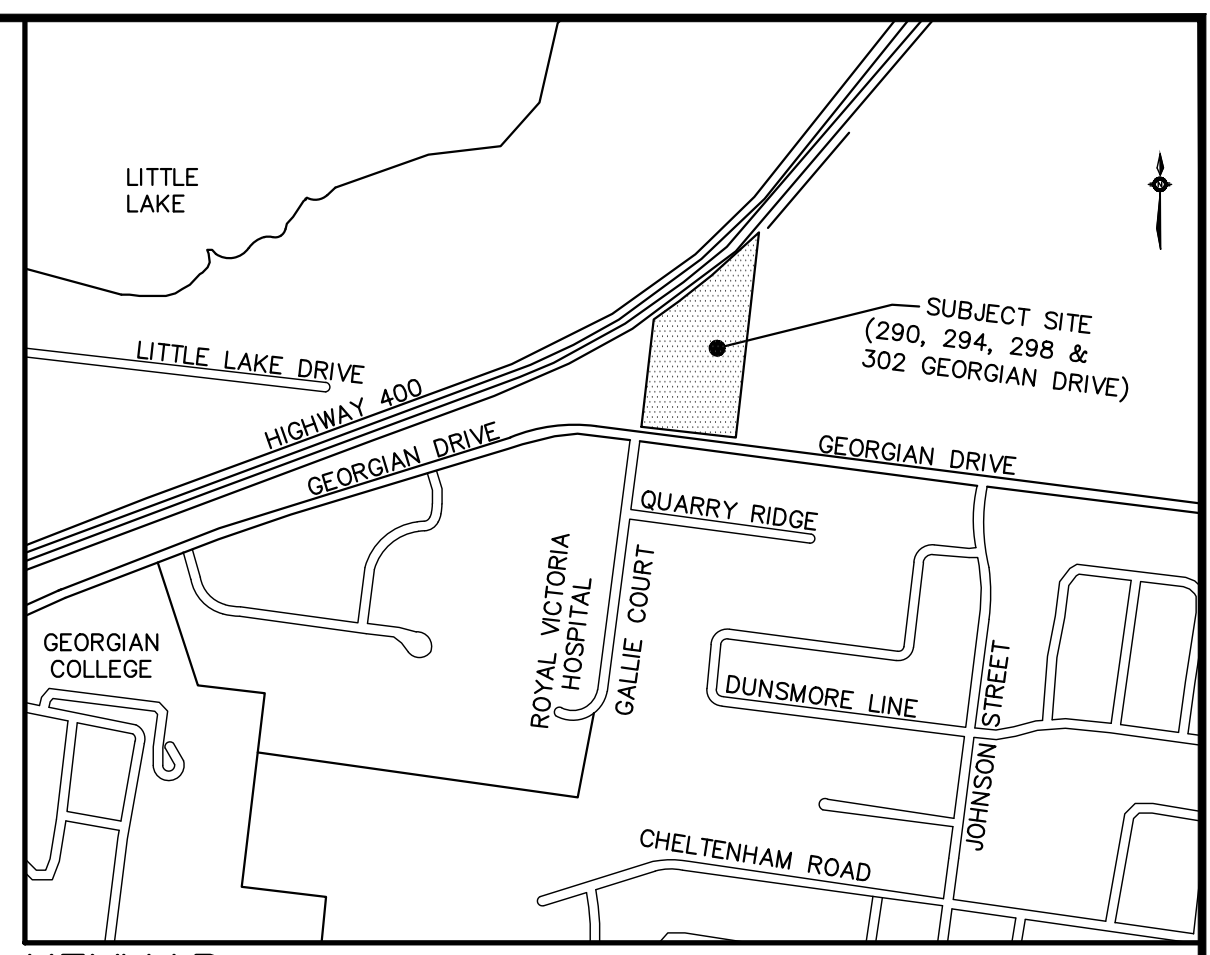 LITTLE
LAKE
SUBJECT SITE
(290, 294, 298 &
302 GEORGIAN DRIVE)
LITTLE LAKE DRIVE
HIGHWAY 400
GEORGIAN DRIVE
GEORGIAN DRIVE
QUARRY RIDGE
ROYAL VICTORIA
HOSPITAL
GALLIE COURT
GEORGIAN
COLLEGE
DUNSMORE LINE
JOHNSON STREET
CHELTENHAM ROAD